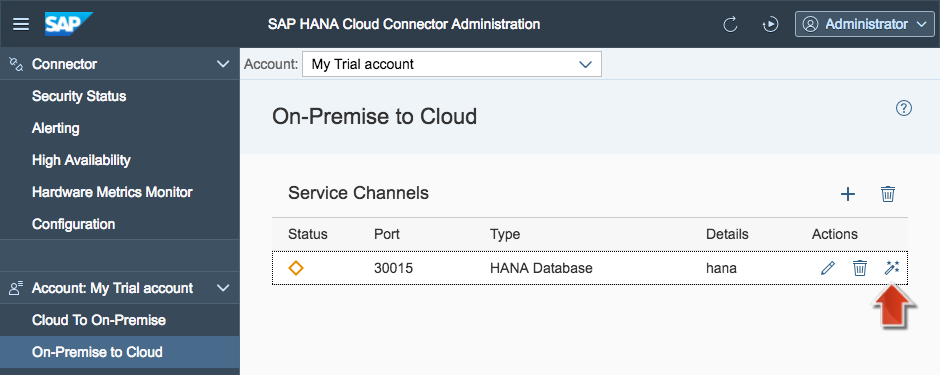 SAP SAP HANA Cloud Connector Administration Administrator
Connector
Security Status
Alerting
High Availability
Hardware Metrics Monitor
Configuration
Account: My Trial account
Cloud To On-Premise
On-Premise to Cloud
Account: My Trial account
On-Premise to Cloud
Service Channels
Status Port Type Details Actions
30015 HANA Database hana